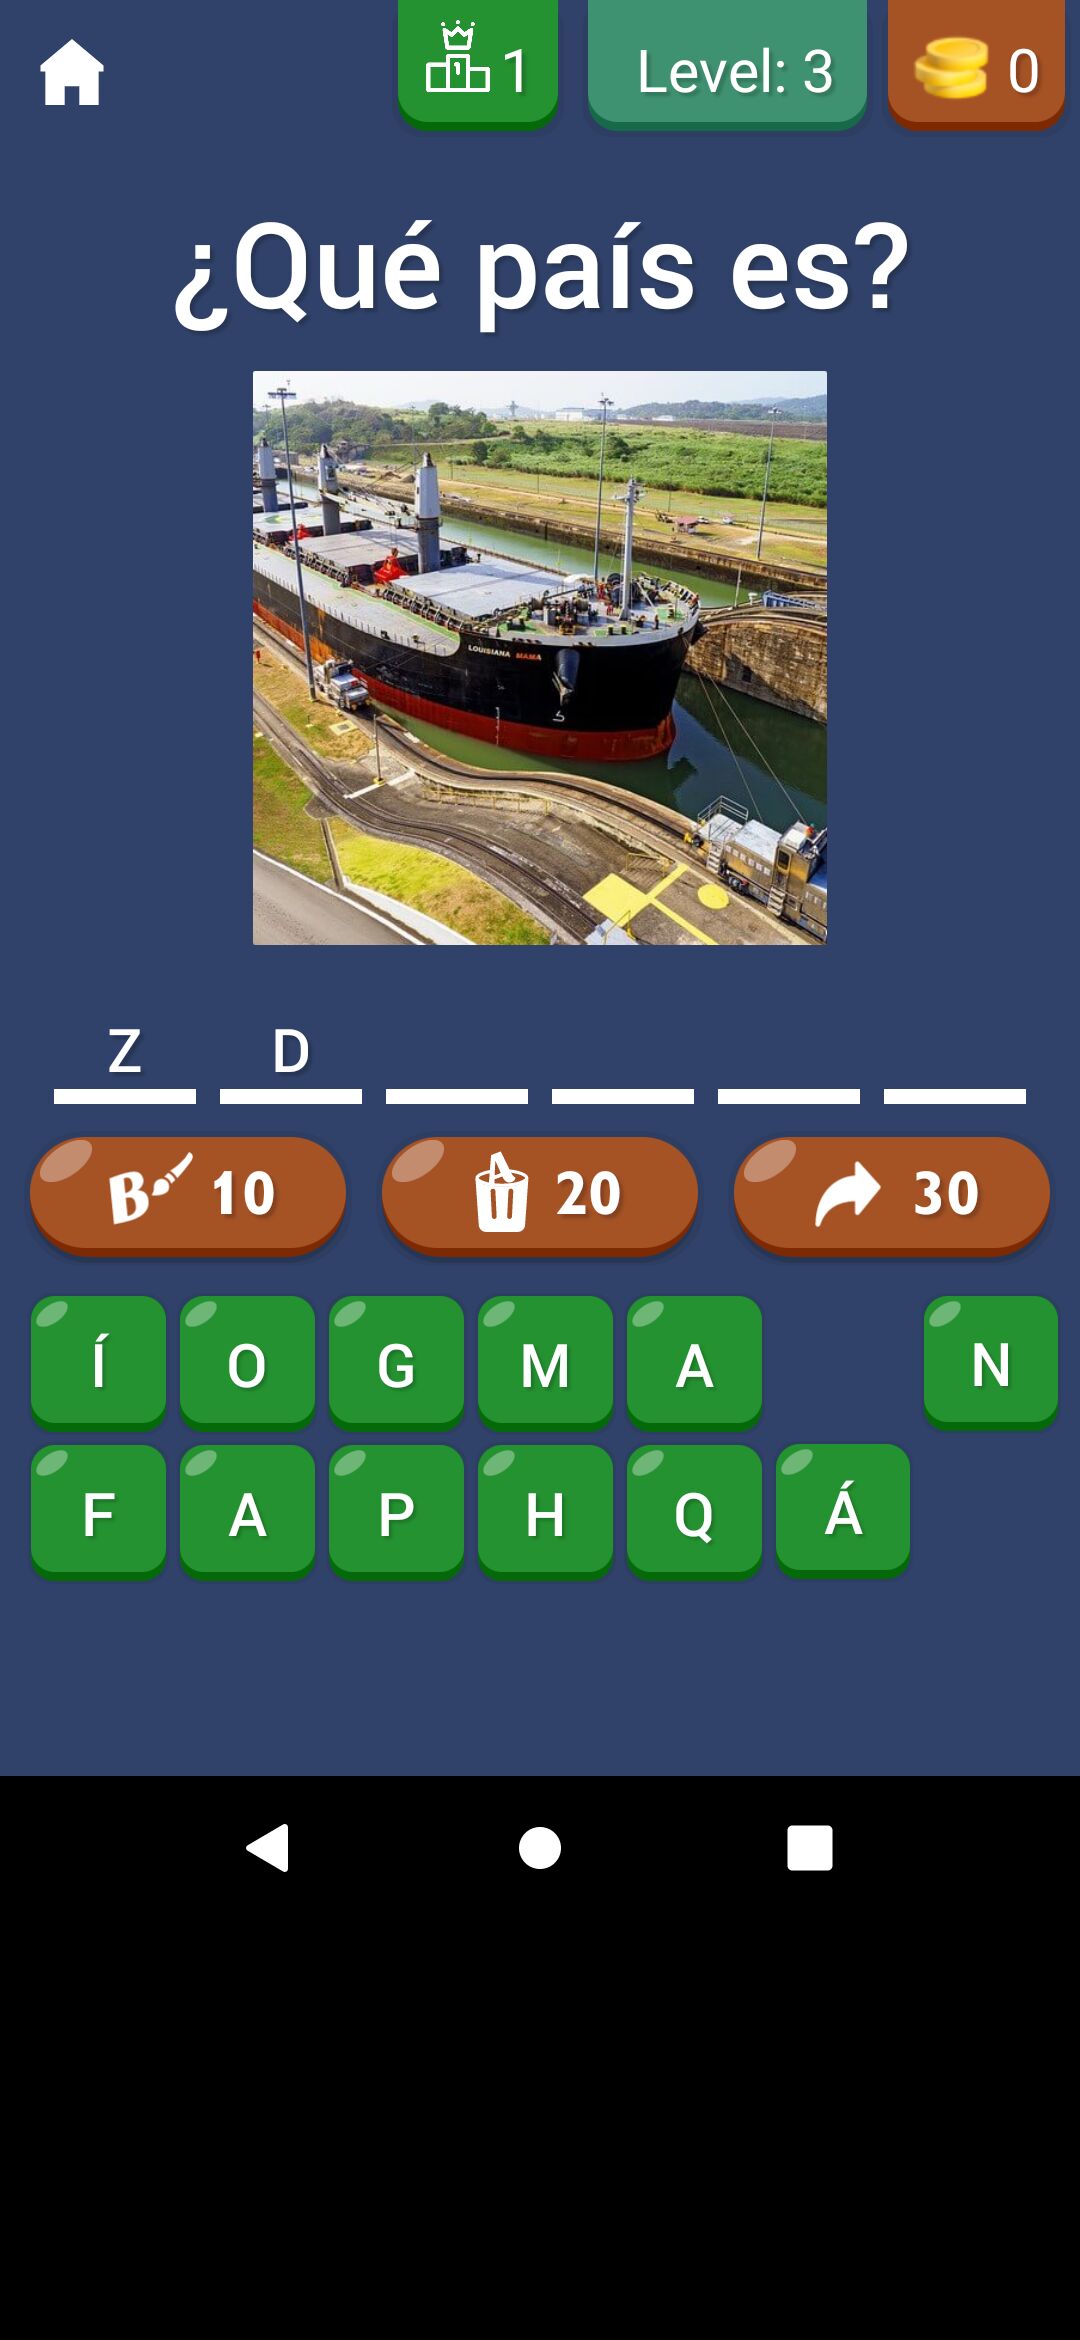 1 Level: 3 0
¿Qué país es?
LOUISIANA MAMA
Z D
B 10 20 30
Í O G M A N
F A P H Q Á